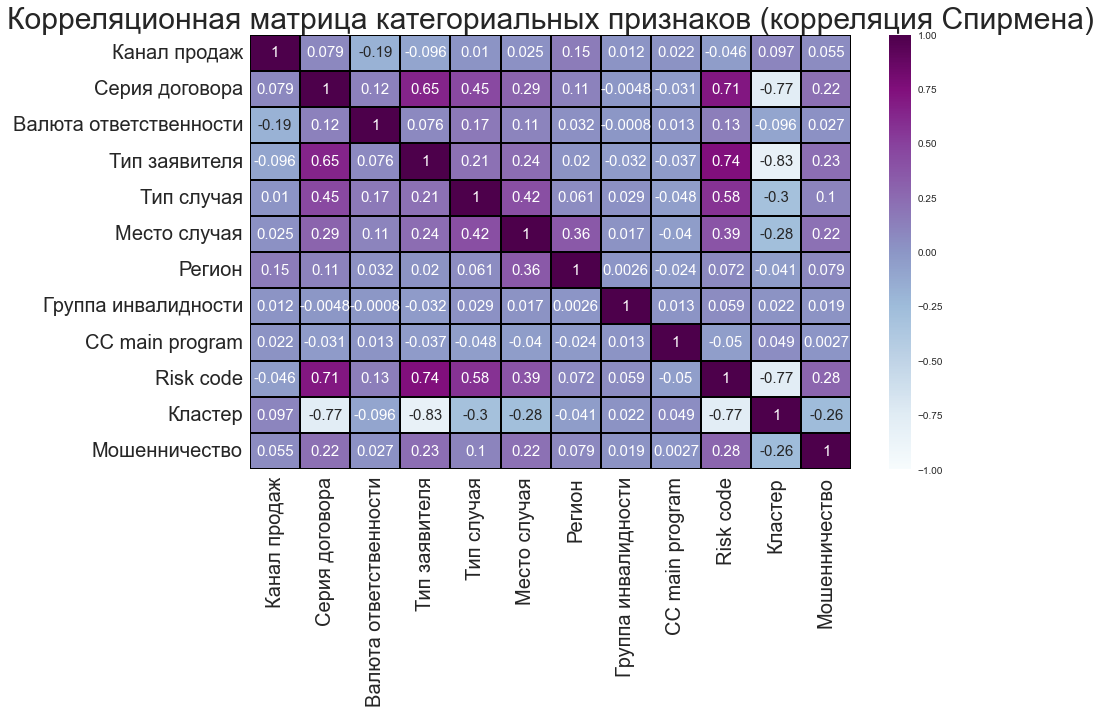 Корреляционная матрица категориальных признаков (корреляция Спирмена)
Канал продаж 1 0.079 -0.19 -0.096 0.01 0.025 0.15 0.012 0.022 -0.046 0.097 0.055
Серия договора 0.079 1 0.12 0.65 0.45 0.29 0.11 -0.0048 -0.031 0.71 -0.77 0.22
Валюта ответственности -0.19 0.12 1 0.076 0.17 0.11 0.032 -0.0008 0.013 0.13 -0.096 0.027
Тип заявителя -0.096 0.65 0.076 1 0.21 0.24 0.02 -0.032 -0.037 0.74 -0.83 0.23
Тип случая 0.01 0.45 0.17 0.21 1 0.42 0.061 0.029 -0.048 0.58 -0.3 0.1
Место случая 0.025 0.29 0.11 0.24 0.42 1 0.36 0.017 -0.04 0.39 -0.28 0.22
Регион 0.15 0.11 0.032 0.02 0.061 0.36 1 0.0026 -0.024 0.072 -0.041 0.079
Группа инвалидности 0.012 -0.0048 -0.0008 -0.032 0.029 0.017 0.0026 1 0.013 0.059 0.022 0.019
CC main program 0.022 -0.031 0.013 -0.037 -0.048 -0.04 -0.024 0.013 1 -0.05 0.049 0.0027
Risk code -0.046 0.71 0.13 0.74 0.58 0.39 0.072 0.059 -0.05 1 -0.77 0.28
Кластер 0.097 -0.77 -0.096 -0.83 -0.3 -0.28 -0.041 0.022 0.049 -0.77 1 -0.26
Мошенничество 0.055 0.22 0.027 0.23 0.1 0.22 0.079 0.019 0.0027 0.28 -0.26 1
Канал продаж
Серия договора
Валюта ответственности
Тип заявителя
Тип случая
Место случая
Регион
Группа инвалидности
CC main program
Risk code
Кластер
Мошенничество
1.00
0.75
0.50
0.25
0.00
−0.25
−0.50
−0.75
−1.00